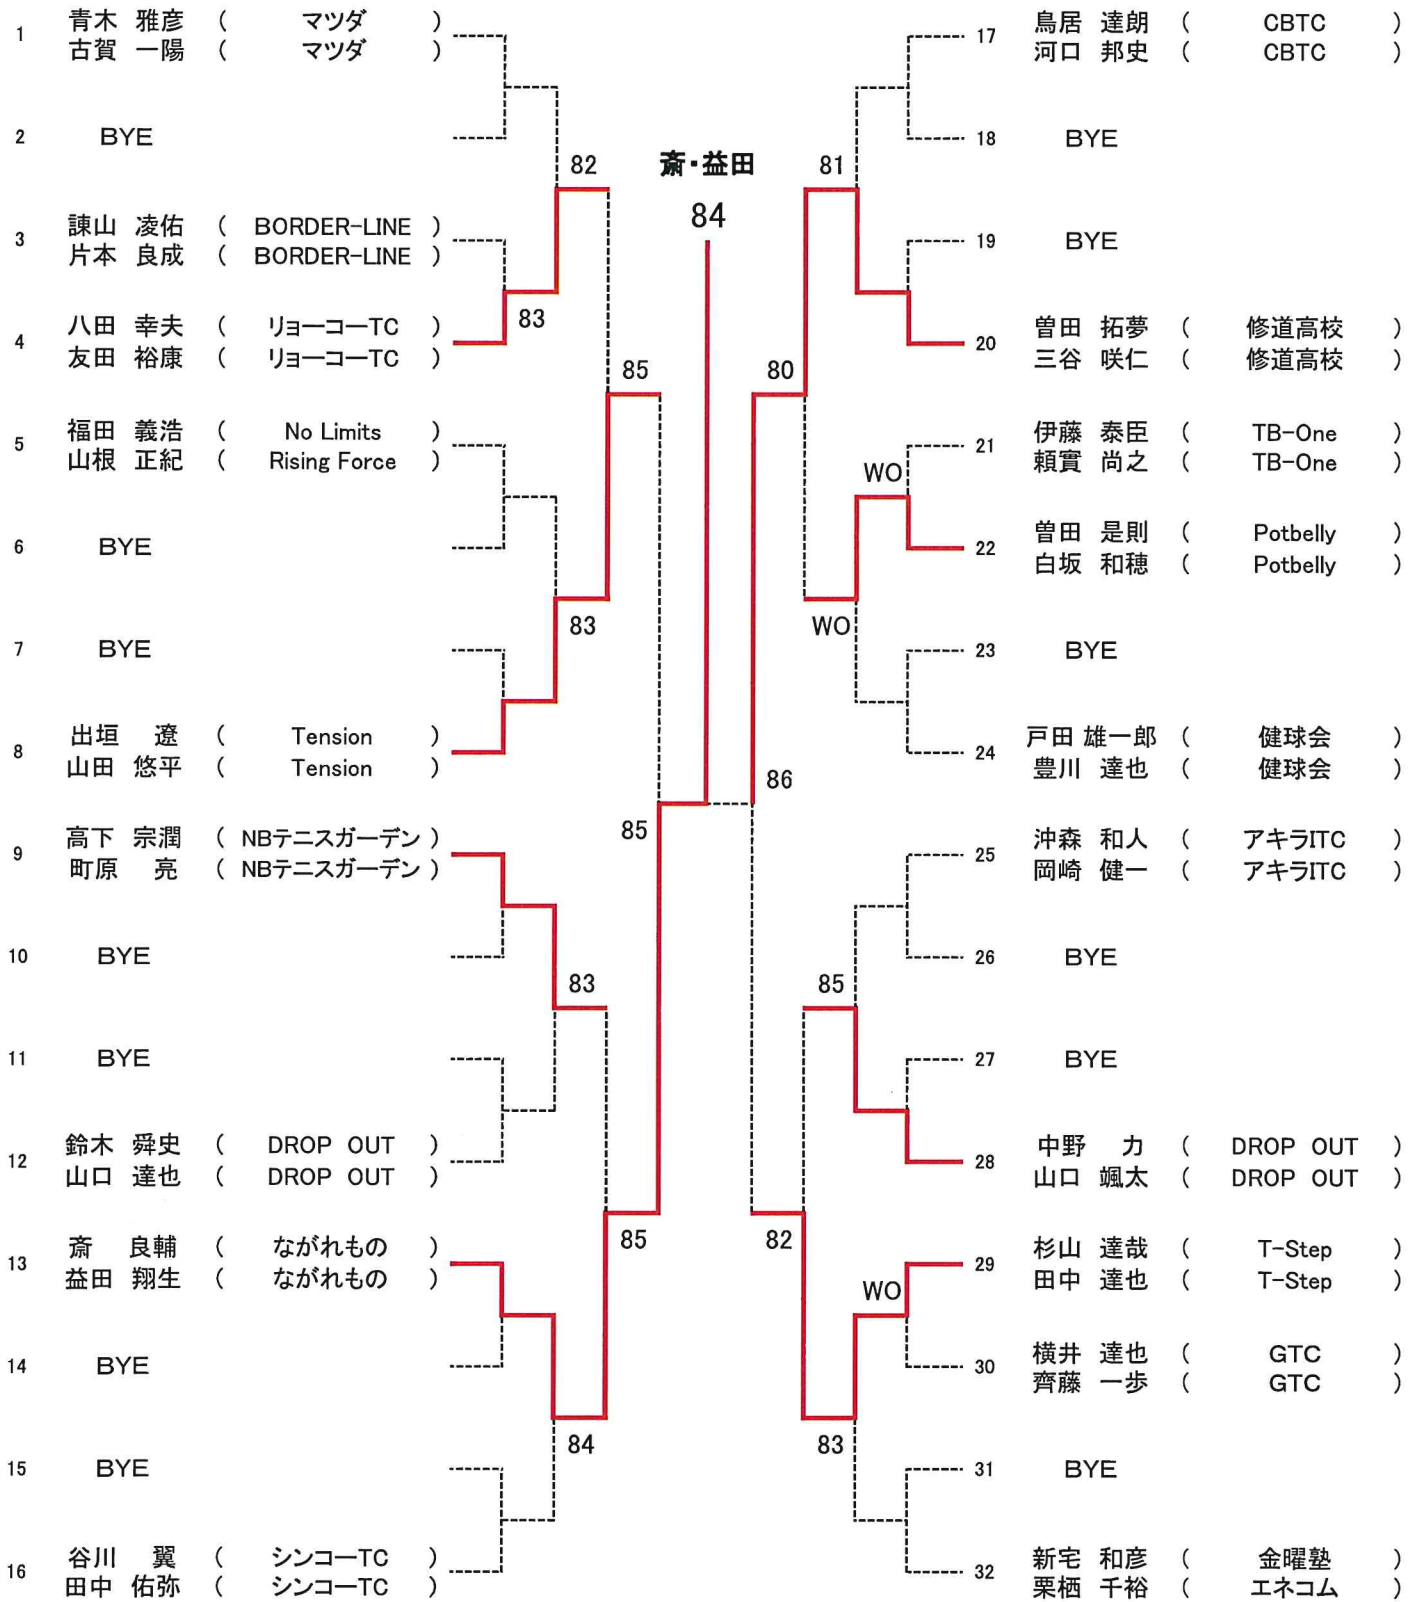 1 青木 雅彦 ( マツダ )
古賀 一陽 ( マツダ )
2 BYE
3 諌山 凌佑 ( BORDER-LINE )
片本 良成 ( BORDER-LINE )
4 八田 幸夫 ( リョーコーTC )
友田 裕康 ( リョーコーTC )
5 福田 義浩 ( No Limits )
山根 正紀 ( Rising Force )
6 BYE
7 BYE
8 出垣 遼 ( Tension )
山田 悠平 ( Tension )
9 高下 宗潤 ( NBテニスガーデン )
町原 亮 ( NBテニスガーデン )
10 BYE
11 BYE
12 鈴木 舜史 ( DROP OUT )
山口 達也 ( DROP OUT )
13 斎 良輔 ( ながれもの )
益田 翔生 ( ながれもの )
14 BYE
15 BYE
16 谷川 翼 ( シンコーTC )
田中 佑弥 ( シンコーTC )
82
83
85
83
85
83
85
84
斎・益田
84
81
80
WO
WO
86
85
82
WO
83
17 鳥居 達朗 ( CBTC )
河口 邦史 ( CBTC )
18 BYE
19 BYE
20 曽田 拓夢 ( 修道高校 )
三谷 咲仁 ( 修道高校 )
21 伊藤 泰臣 ( TB-One )
頼實 尚之 ( TB-One )
22 曽田 是則 ( Potbelly )
白坂 和穂 ( Potbelly )
23 BYE
24 戸田 雄一郎 ( 健球会 )
豊川 達也 ( 健球会 )
25 沖森 和人 ( アキラITC )
岡崎 健一 ( アキラITC )
26 BYE
27 BYE
28 中野 力 ( DROP OUT )
山口 颯太 ( DROP OUT )
29 杉山 達哉 ( T-Step )
田中 達也 ( T-Step )
30 横井 達也 ( GTC )
齊藤 一歩 ( GTC )
31 BYE
32 新宅 和彦 ( 金曜塾 )
栗栖 千裕 ( エネコム )